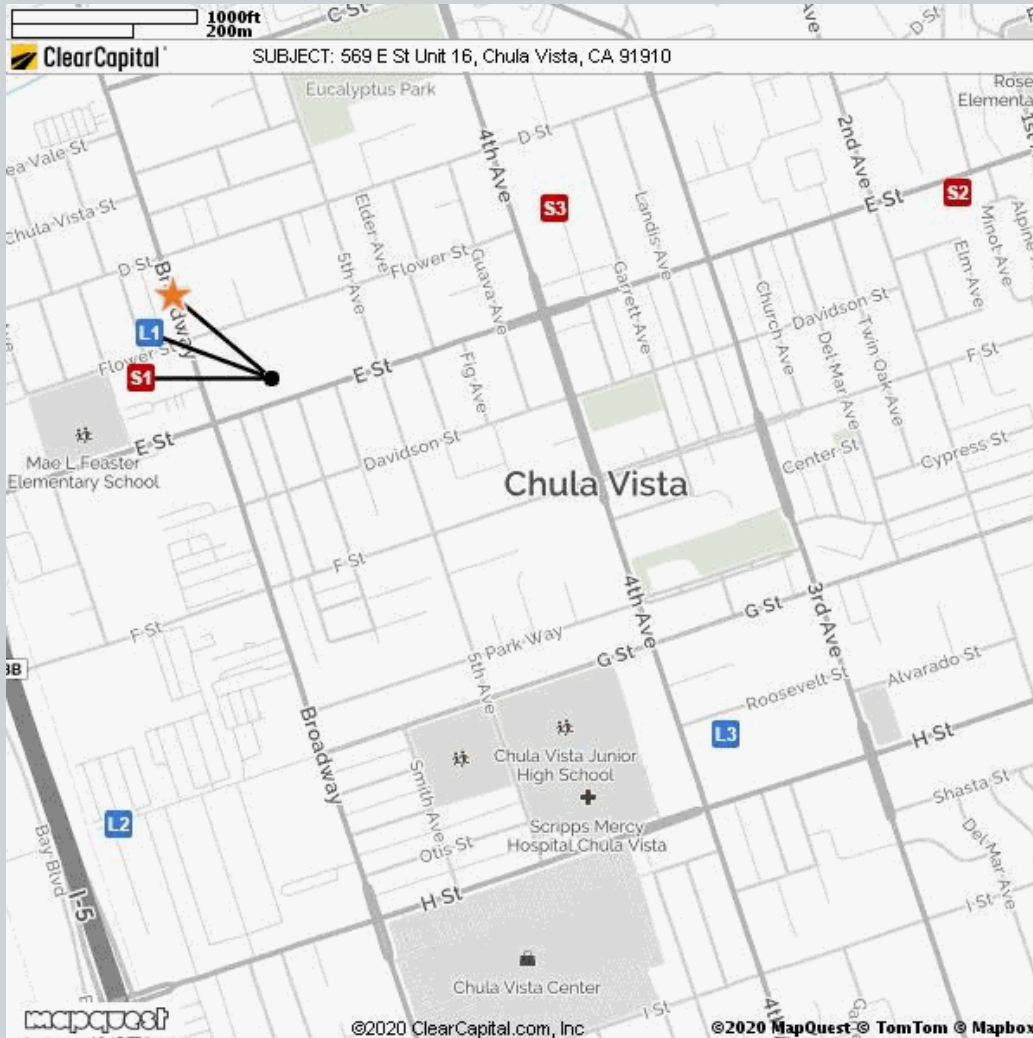 1000ft
200m
ClearCapital
SUBJECT: 569 E St Unit 16, Chula Vista, CA 91910
C St
Ave
D-St
Eucalyptus Park
Rose
Elementa
1st
ea Vale St
4th Ave
D St
2nd Ave
S2
S3
E St
Chula Vista St
Elder Ave
Landis Ave
Minot Ave
Alpine
D St
Broadway
Flower St
5th Ave
Guava Ave
Garrett Ave
Elm Ave
L1
Church Ave
Davidson St
Flower St
S1
E St
Fig Ave
Del Mar Ave
Twin Oak Ave
F St
E St
Davidson St
Mae L Feaster
Elementary School
Center St
Cypress St
Chula Vista
F St
4th Ave
3rd Ave
G St
F St
Park Way
G St
5th Ave
Roosevelt St
Alvarado St
Broadway
L3
H St
Chula Vista Junior
High School
Smith Ave
Shasta St
L2
Scripps Mercy
Hospital Chula Vista
Otis St
Bay Blvd
Del Mar Ave
I-5
H St
I-St
Chula Vista Center
I St
4th
mapquest
©2020 ClearCapital.com, Inc
©2020 MapQuest © TomTom © Mapbox